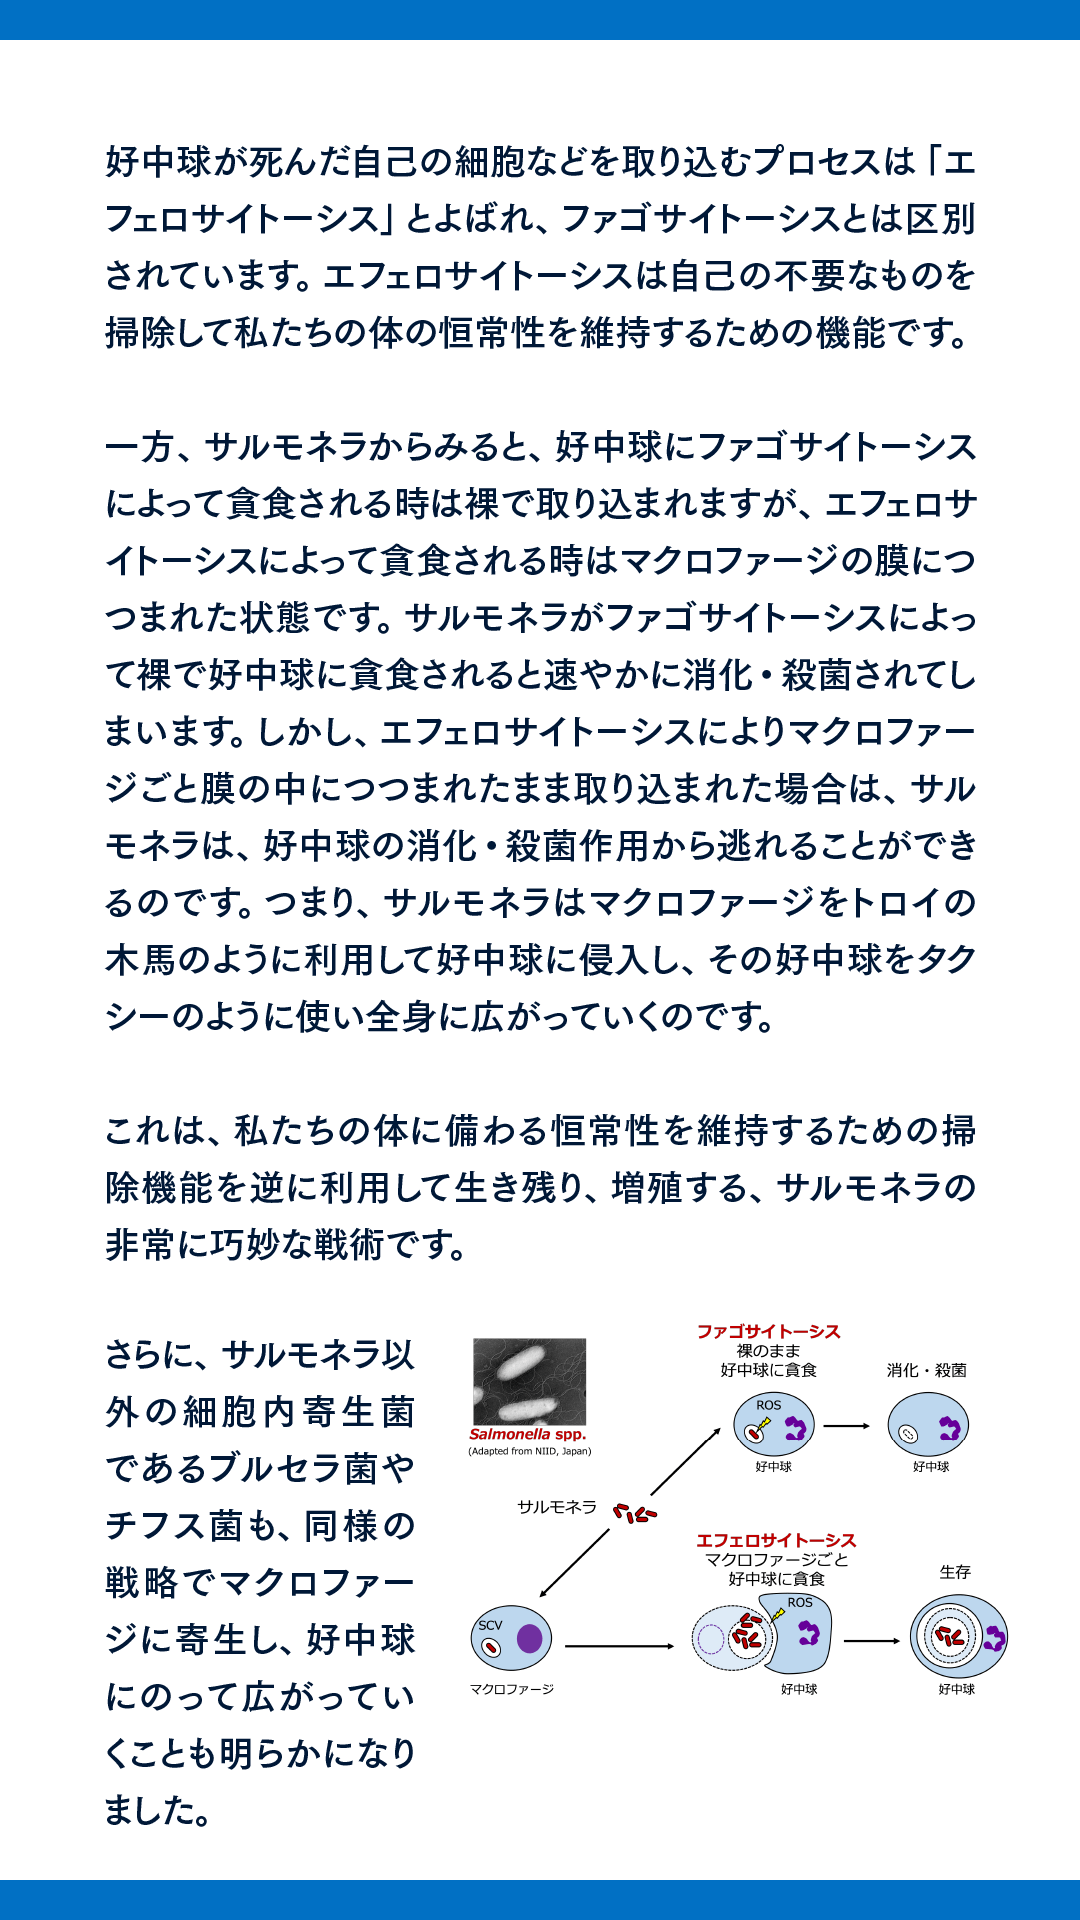 好中球が死んだ自己の細胞などを取り込むプロセスは「エ
フェロサイトーシス」とよばれ、ファゴサイトーシスとは区別
されています。エフェロサイトーシスは自己の不要なものを
掃除して私たちの体の恒常性を維持するための機能です。
一方、サルモネラからみると、好中球にファゴサイトーシス
によって貪食される時は裸で取り込まれますが、エフェロサ
イトーシスによって貪食される時はマクロファージの膜につ
つまれた状態です。サルモネラがファゴサイトーシスによっ
て裸で好中球に貪食されると速やかに消化・殺菌されてし
まいます。しかし、エフェロサイトーシスによりマクロファー
ジごと膜の中につつまれたまま取り込まれた場合は、サル
モネラは、好中球の消化・殺菌作用から逃れることができ
るのです。つまり、サルモネラはマクロファージをトロイの
木馬のように利用して好中球に侵入し、その好中球をタク
シーのように使い全身に広がっていくのです。
これは、私たちの体に備わる恒常性を維持するための掃
除機能を逆に利用して生き残り、増殖する、サルモネラの
非常に巧妙な戦術です。
さらに、サルモネラ以
外の細胞内寄生菌
であるブルセラ菌や
チフス菌も、同様の
戦略でマクロファー
ジに寄生し、好中球
にのって広がってい
くことも明らかになり
ました。
Salmonella spp.
(Adapted from NIID, Japan)
サルモネラ
ファゴサイトーシス
裸のまま
好中球に貪食
ROS
好中球
消化・殺菌
好中球
SCV
マクロファージ
エフェロサイトーシス
マクロファージごと
好中球に貪食
ROS
好中球
生存
好中球